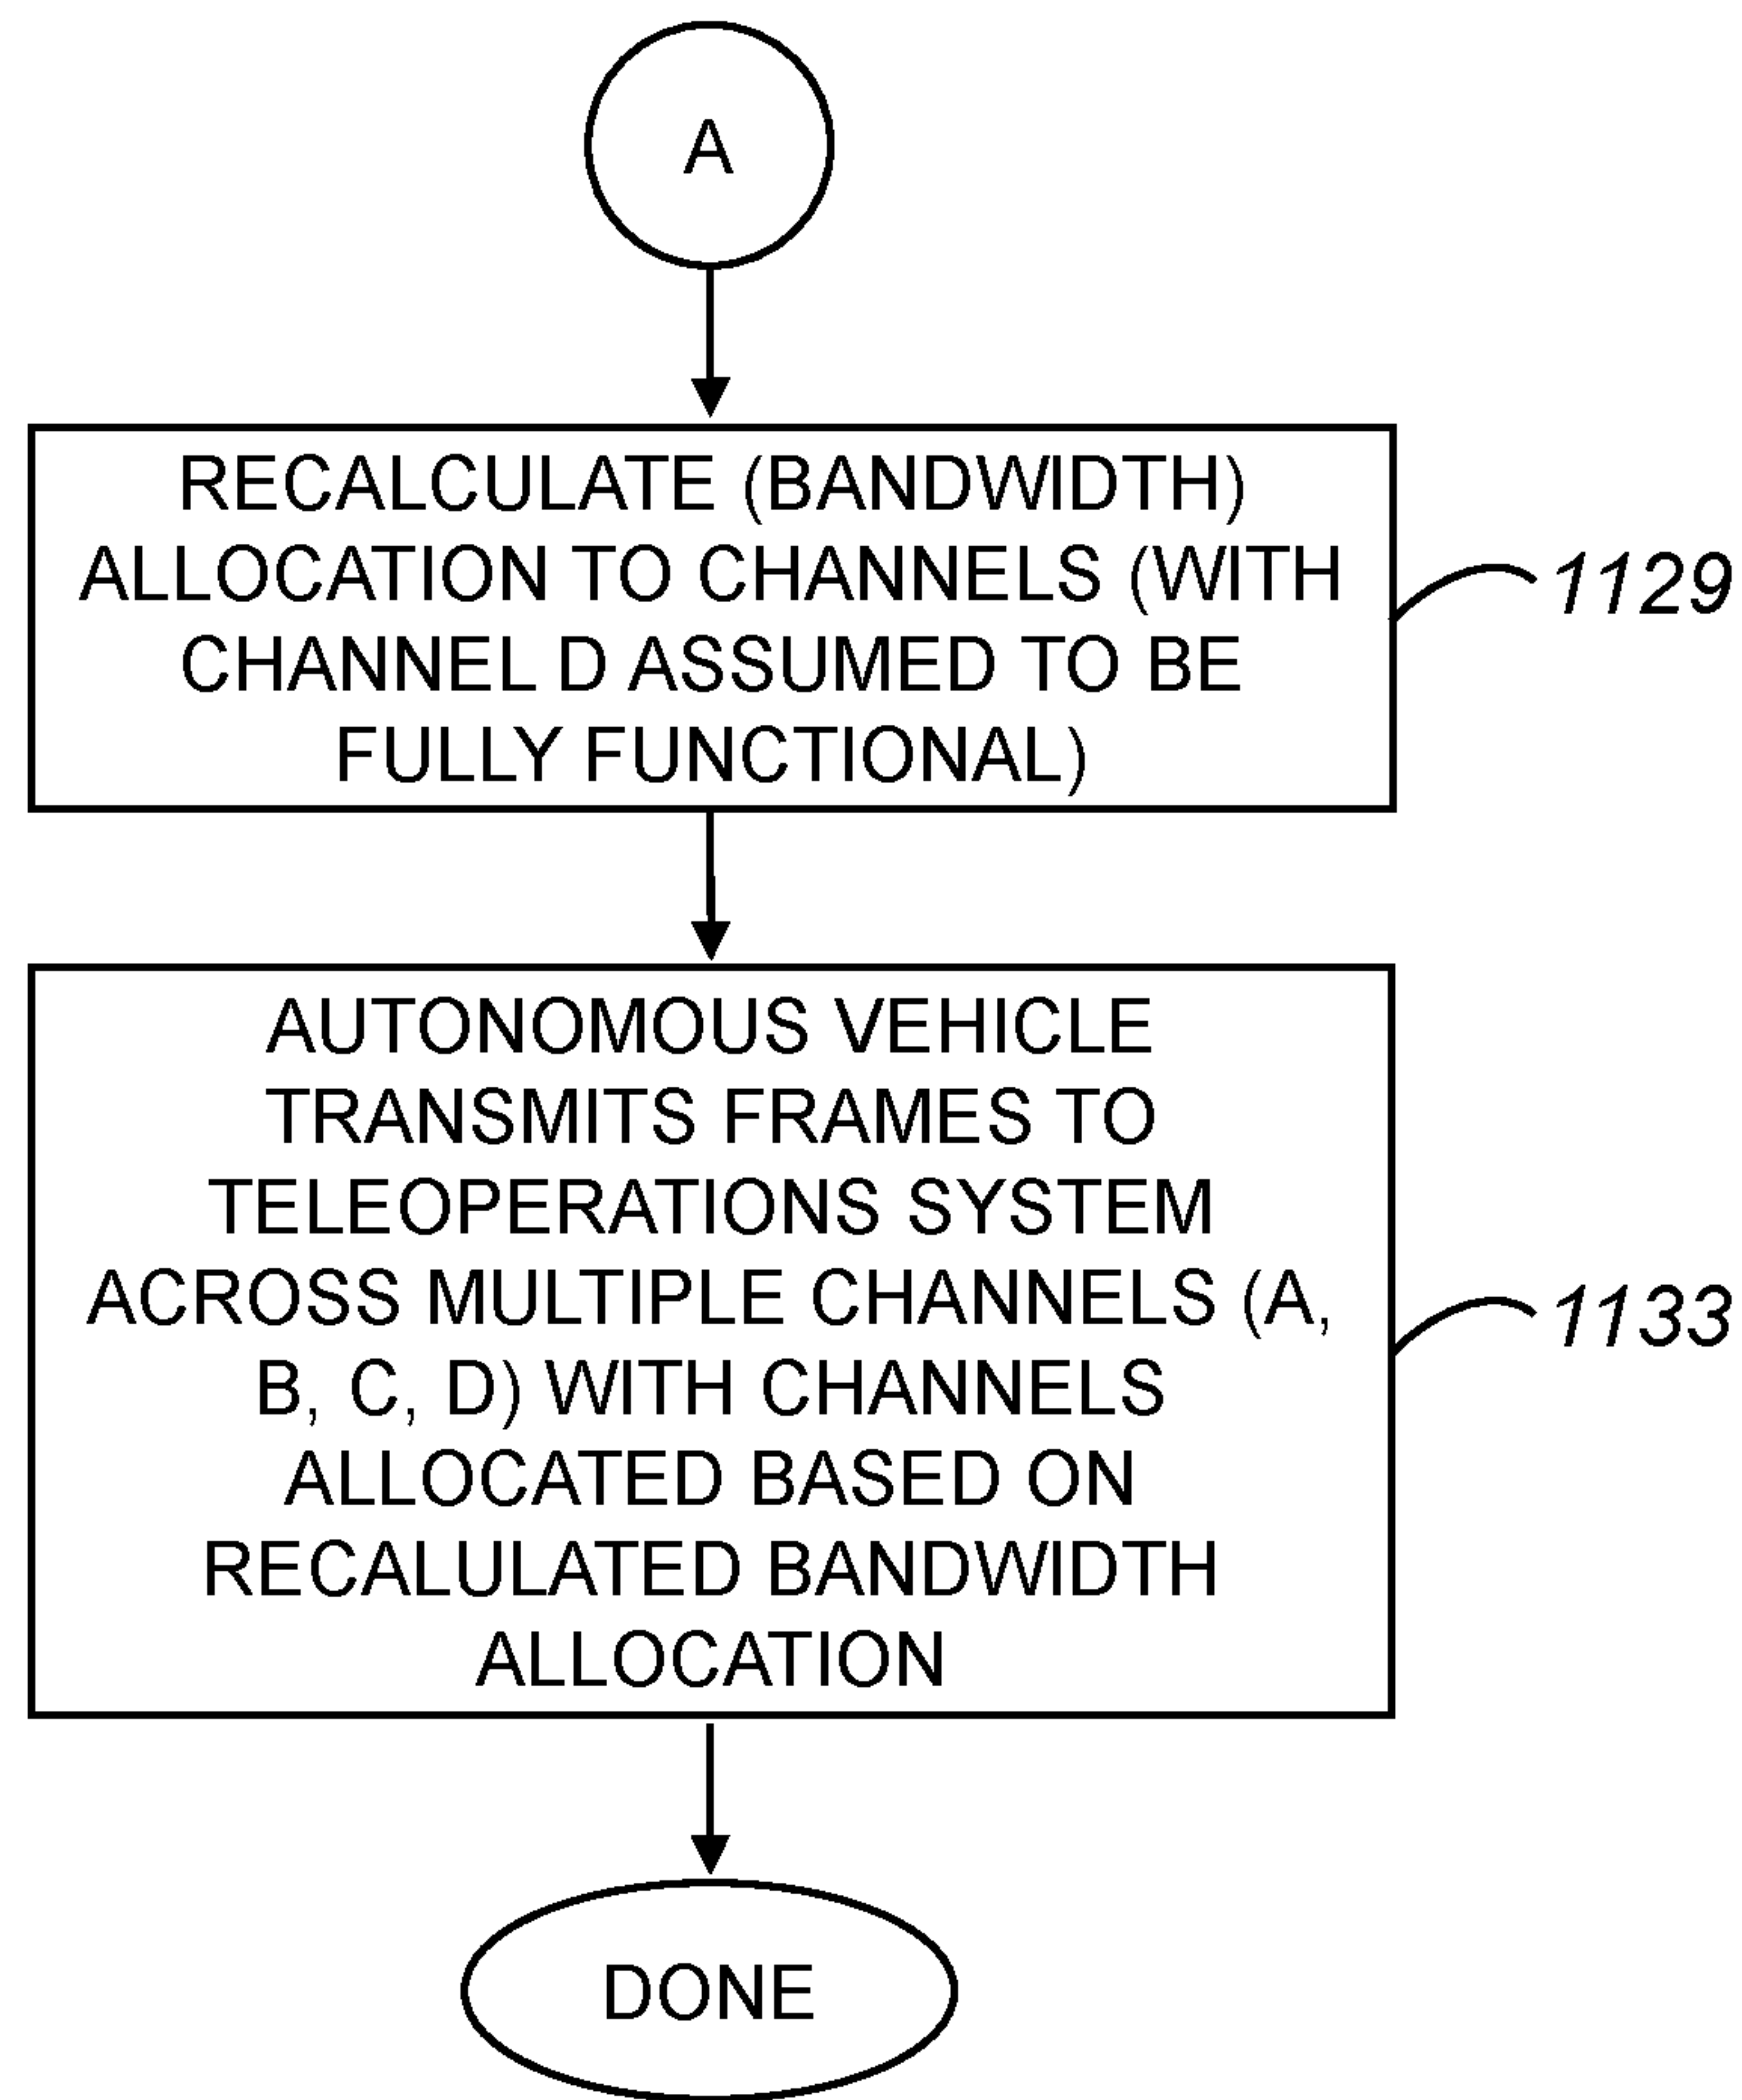 A
RECALCULATE (BANDWIDTH)
ALLOCATION TO CHANNELS (WITH
CHANNEL D ASSUMED TO BE
FULLY FUNCTIONAL)
1129
AUTONOMOUS VEHICLE
TRANSMITS FRAMES TO
TELEOPERATIONS SYSTEM
ACROSS MULTIPLE CHANNELS (A,
B, C, D) WITH CHANNELS
ALLOCATED BASED ON
RECALULATED BANDWIDTH
ALLOCATION
1133
DONE